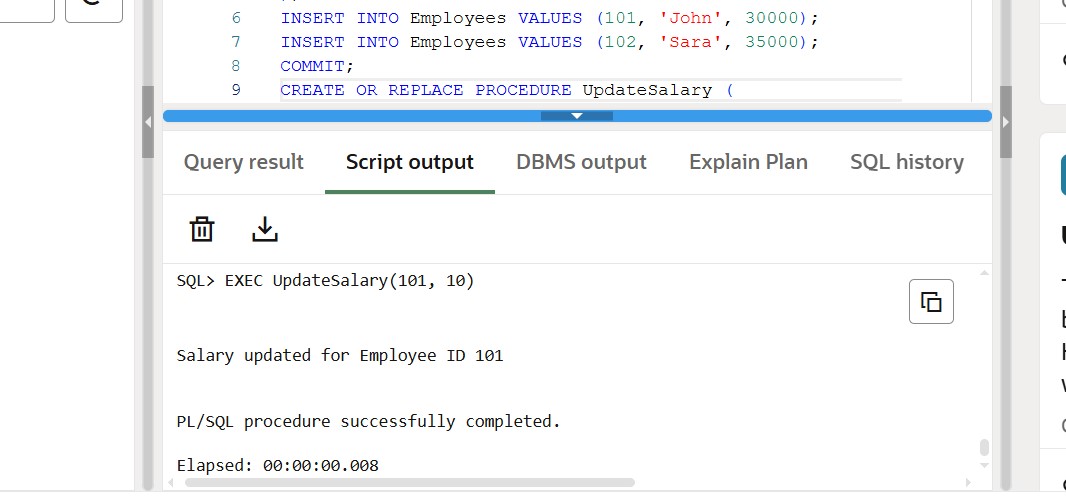 6 INSERT INTO Employees VALUES (101, 'John', 30000);
7 INSERT INTO Employees VALUES (102, 'Sara', 35000);
8 COMMIT;
9 CREATE OR REPLACE PROCEDURE UpdateSalary (
Query result Script output DBMS output Explain Plan SQL history
SQL> EXEC UpdateSalary(101, 10)
Salary updated for Employee ID 101
PL/SQL procedure successfully completed.
Elapsed: 00:00:00.008